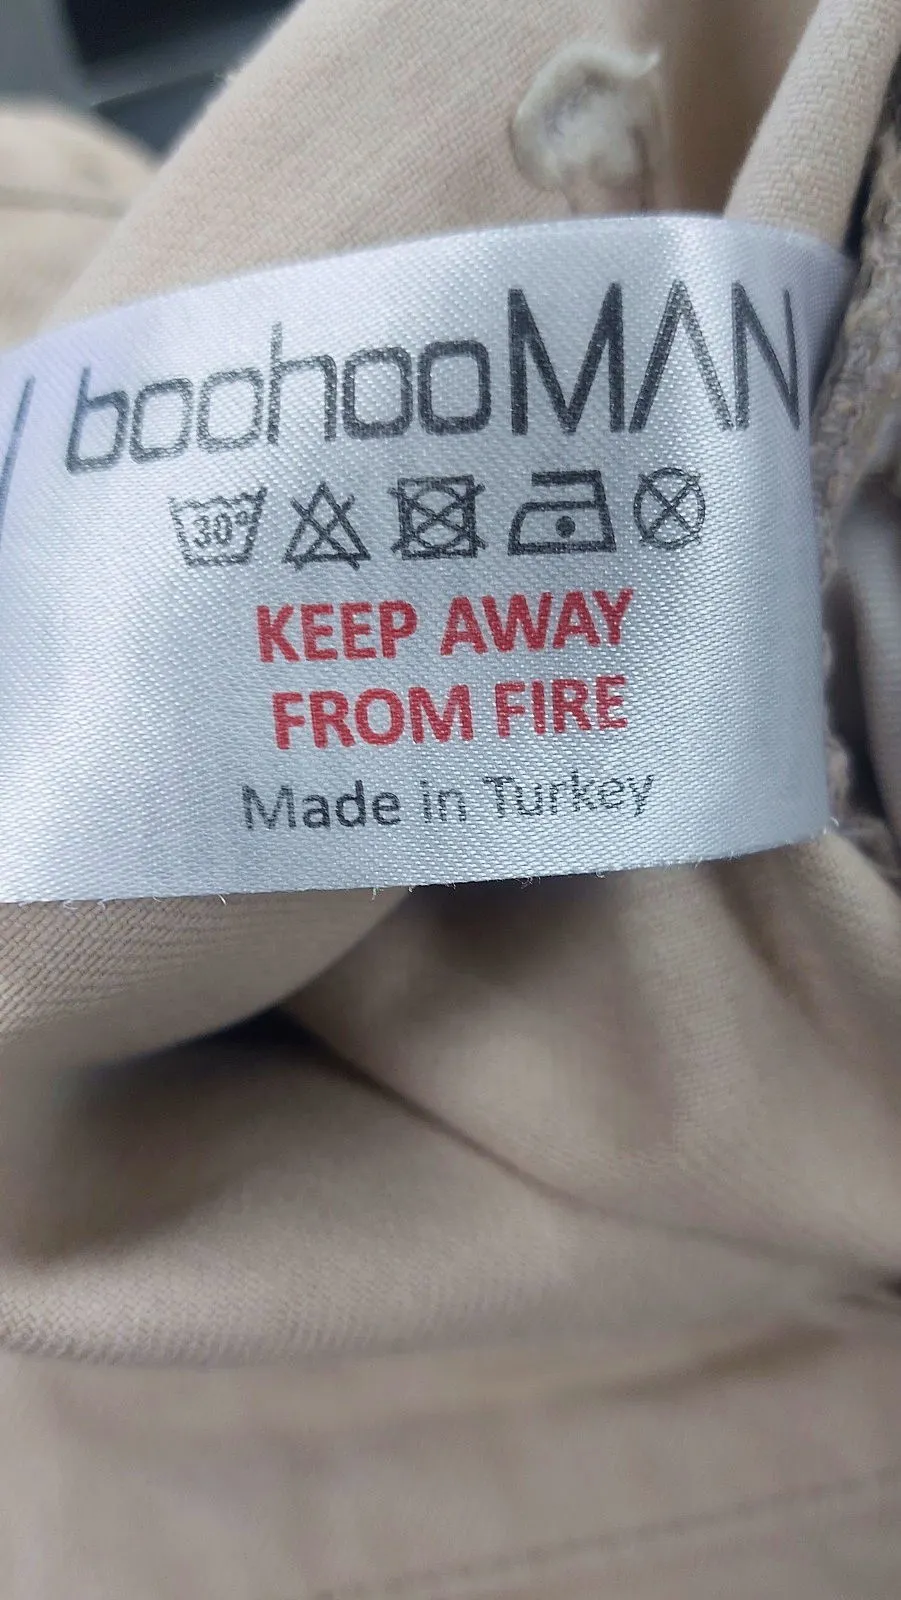 boohooMAN
30°
KEEP AWAY
FROM FIRE
Made in Turkey